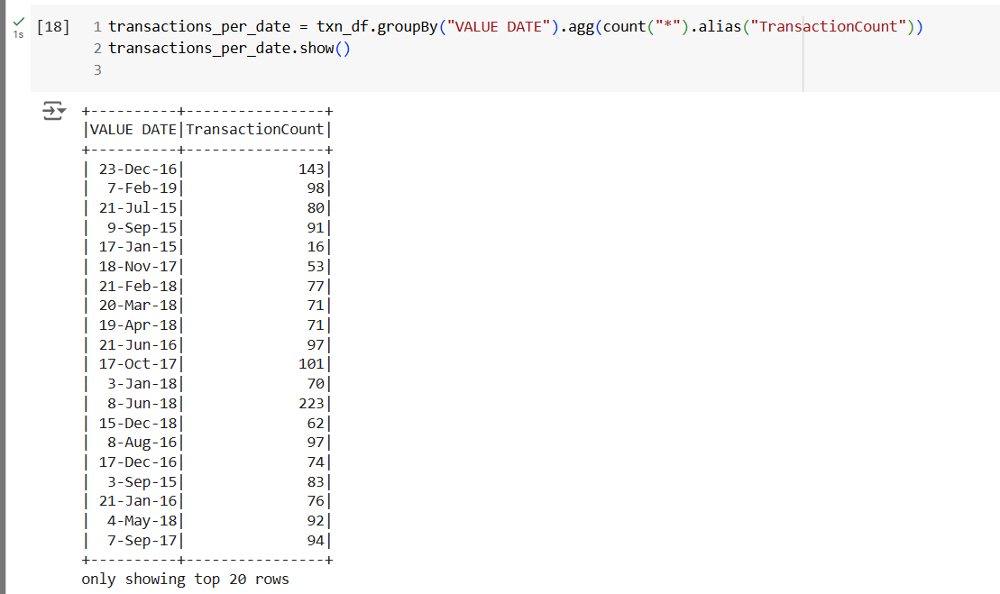 [18] 1 transactions_per_date = txn_df.groupBy("VALUE DATE").agg(count("*").alias("TransactionCount"))
1s 2 transactions_per_date.show()
3
+----------+----------------+
|VALUE DATE|TransactionCount|
+----------+----------------+
| 23-Dec-16|             143|
|  7-Feb-19|              98|
| 21-Jul-15|              80|
|  9-Sep-15|              91|
| 17-Jan-15|              16|
| 18-Nov-17|              53|
| 21-Feb-18|              77|
| 20-Mar-18|              71|
| 19-Apr-18|              71|
| 21-Jun-16|              97|
| 17-Oct-17|             101|
|  3-Jan-18|              70|
|  8-Jun-18|             223|
| 15-Dec-18|              62|
|  8-Aug-16|              97|
| 17-Dec-16|              74|
|  3-Sep-15|              83|
| 21-Jan-16|              76|
|  4-May-18|              92|
|  7-Sep-17|              94|
+----------+----------------+
only showing top 20 rows